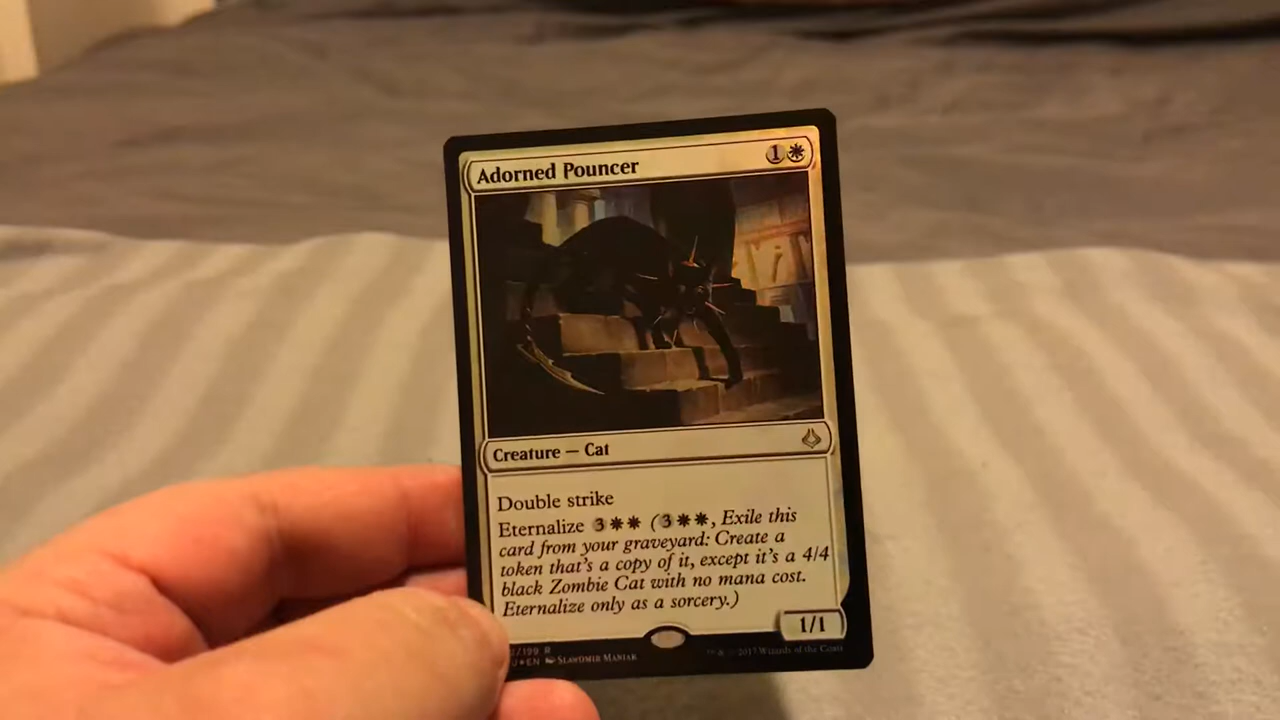 Adorned Pouncer 1
Creature — Cat
Double strike
Eternalize 3 (3, Exile this
card from your graveyard: Create a
token that's a copy of it, except it's a 4/4
black Zombie Cat with no mana cost.
Eternalize only as a sorcery.)
1/1
/199 R
EN Slawomir Maniak
2017 Wizards of the Coast